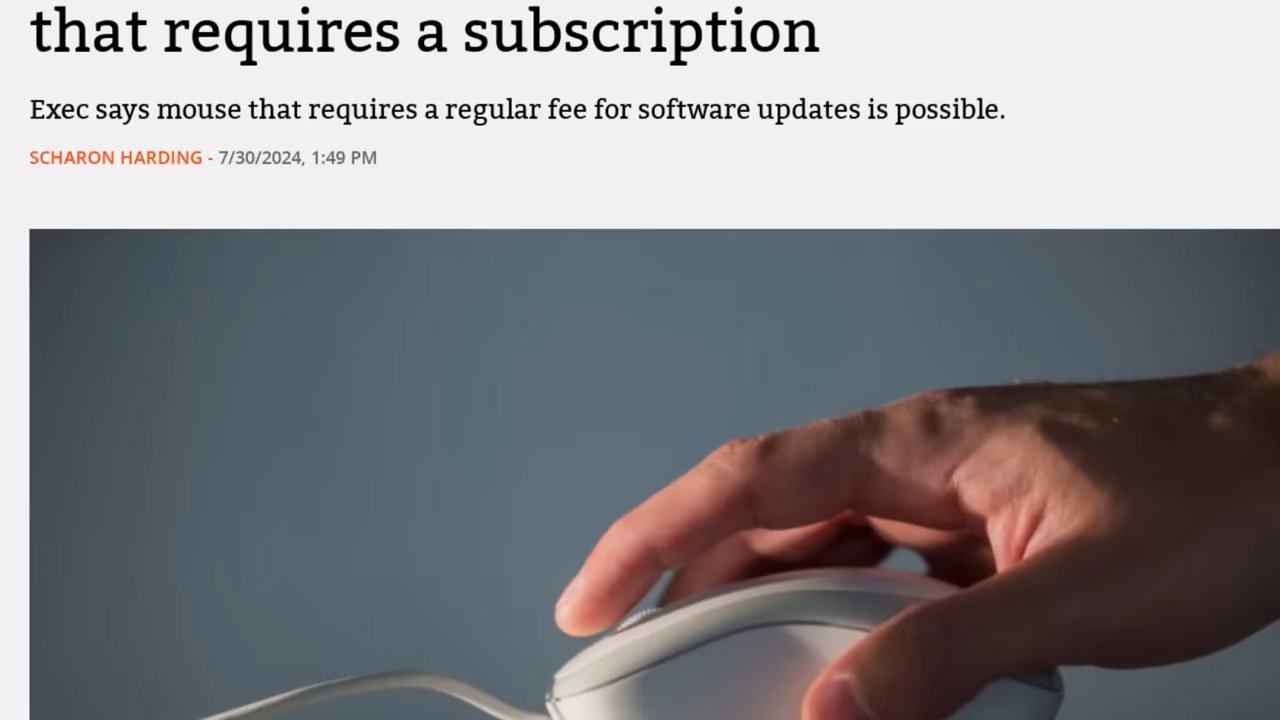 that requires a subscription
Exec says mouse that requires a regular fee for software updates is possible.
SCHARON HARDING - 7/30/2024, 1:49 PM